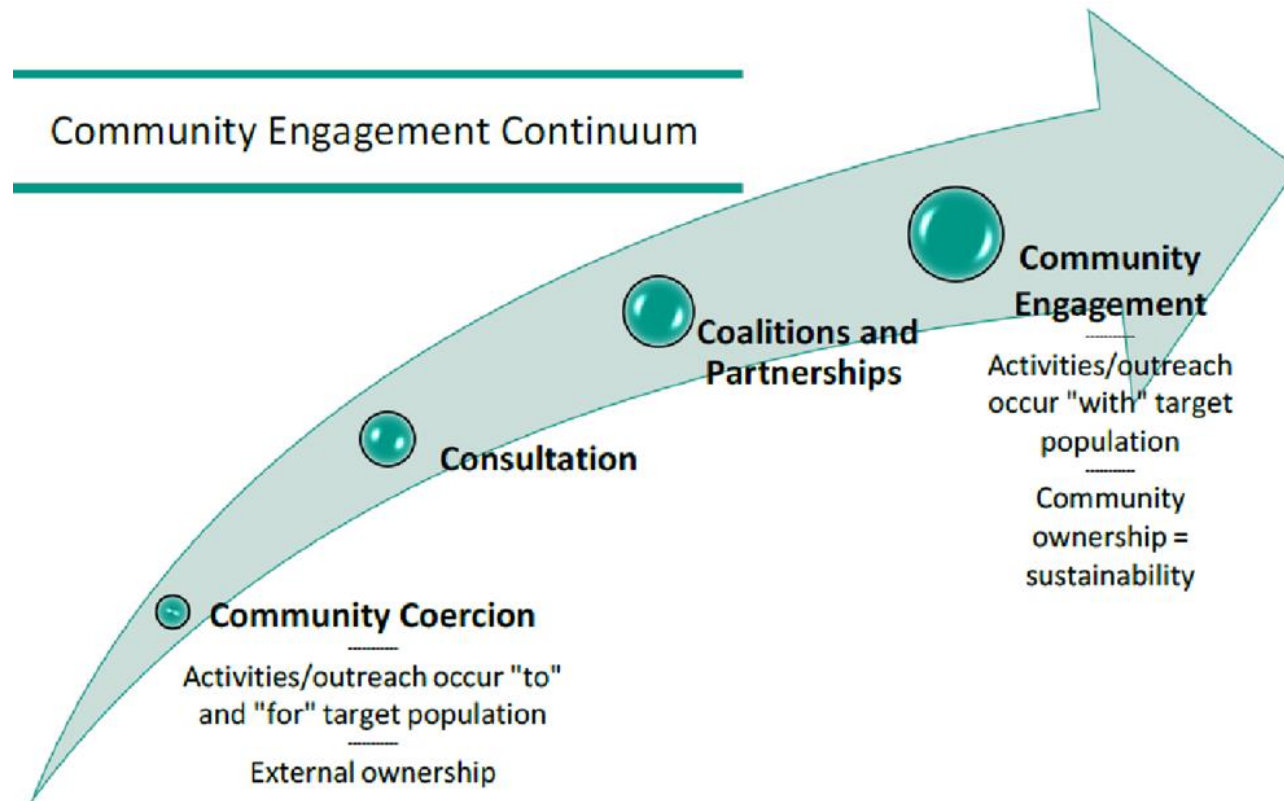 Community Engagement Continuum
Community
Engagement
-----------
Activities/outreach
occur "with" target
population
-----------
Community
ownership =
sustainability
Coalitions and
Partnerships
Consultation
Community Coercion
-----------
Activities/outreach occur "to"
and "for" target population
-----------
External ownership